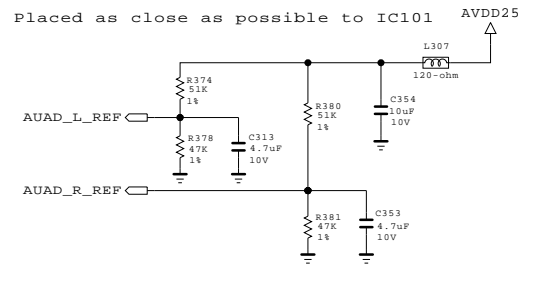 Placed as close as possible to IC101
AVDD25
L307
120-ohm
R374
51K
1%
C354
10uF
10V
R380
51K
1%
AUAD_L_REF
R378
47K
1%
C313
4.7uF
10V
AUAD_R_REF
R381
47K
1%
C353
4.7uF
10V